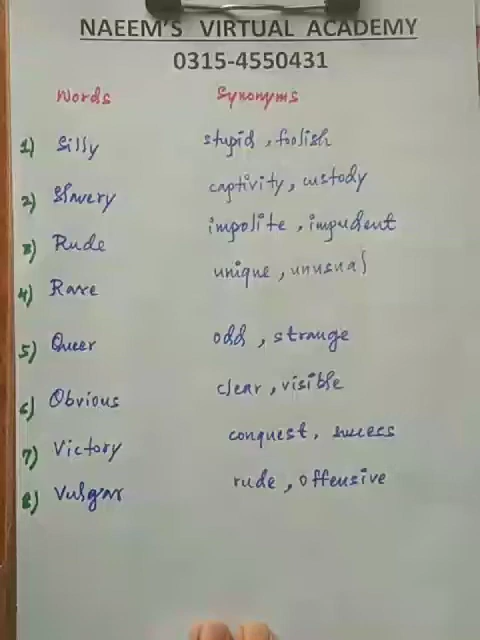 NAEEM'S VIRTUAL ACADEMY
0315-4550431
Words Synonyms
1) Silly stupid, foolish
2) Slavery captivity, custody
3) Rude impolite, impudent
4) Rare unique, unusual
5) Queer odd, strange
6) Obvious clear, visible
7) Victory conquest, success
8) Vulgar rude, offensive